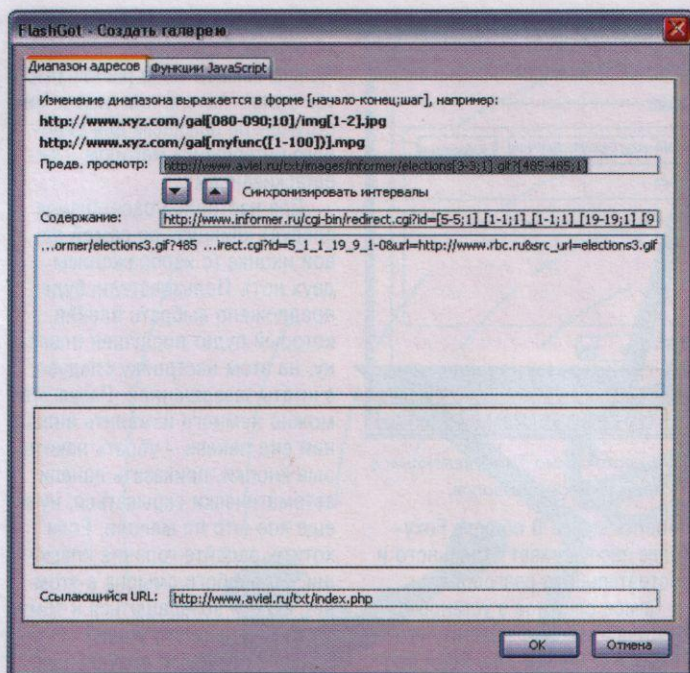 FlashGot - Создать галерею
Диапазон адресов Функции JavaScript
Изменение диапазона выражается в форме [начало-конец;шаг], например:
http://www.xyz.com/gal[080-090;10]/img[1-2].jpg
http://www.xyz.com/gal[myfunc([1-100])].mpg
Предв. просмотр: http://www.aviel.ru/txt/images/informer/elections[3-3;1].gif?[485-485;1]
Синхронизировать интервалы
Содержание: http://www.informer.ru/cgi-bin/redirect.cgi?id=[5-5;1]_[1-1;1]_[1-1;1]_[19-19;1]_[9
...ormer/elections3.gif?485 ...irect.cgi?id=5_1_1_19_9_1-0&url=http://www.rbc.ru&src_url=elections3.gif
Ссылающийся URL: http://www.aviel.ru/txt/index.php
OK Отмена